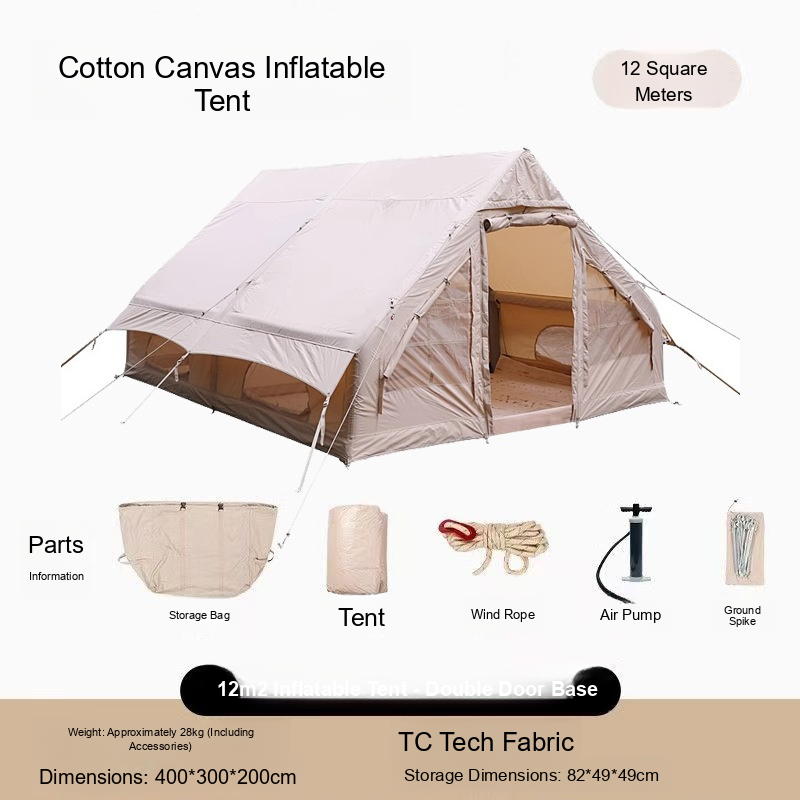 Cotton Canvas Inflatable
Tent
12 Square
Meters
Parts
Information
Storage Bag
Tent
Wind Rope
Air Pump
Ground
Spike
12m2 Inflatable Tent - Double Door Base
Weight: Approximately 28kg (Including
Accessories)
TC Tech Fabric
Dimensions: 400*300*200cm
Storage Dimensions: 82*49*49cm